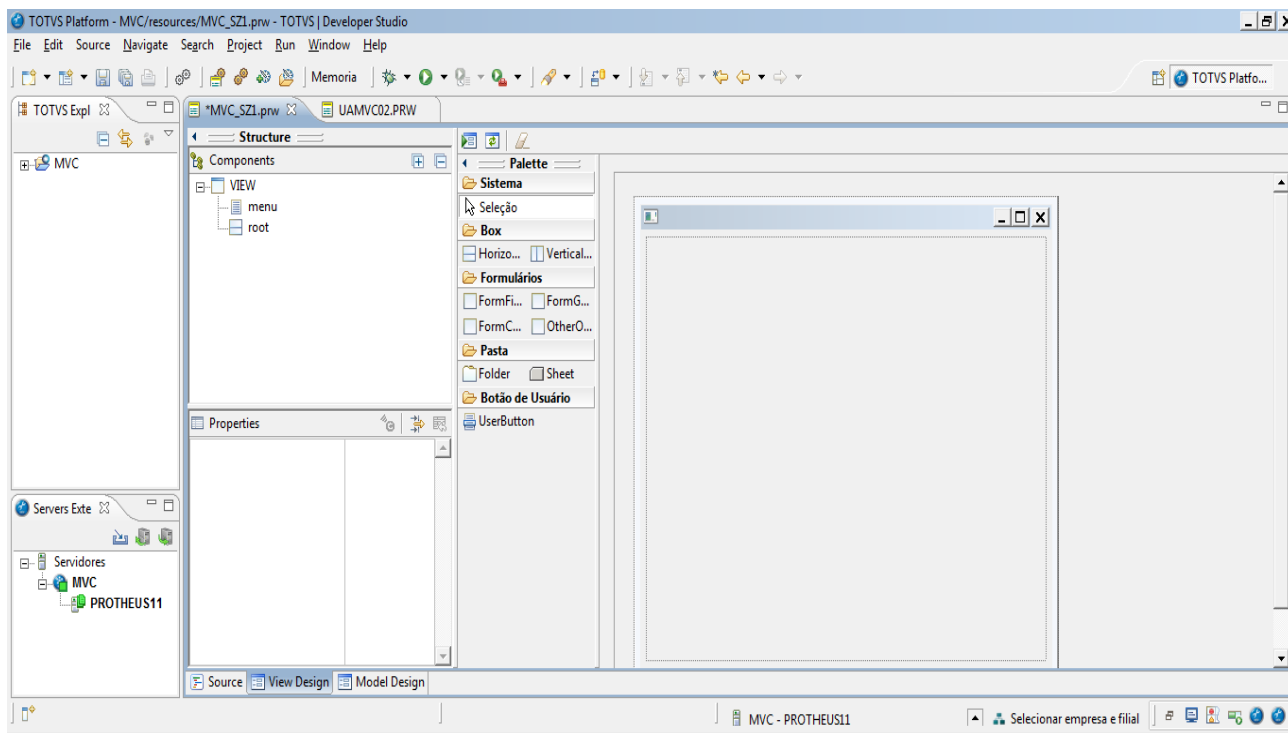 TOTVS Platform - MVC/resources/MVC_SZ1.prw - TOTVS | Developer Studio
File Edit Source Navigate Search Project Run Window Help
Memoria
TOTVS Platfo...
TOTVS Expl
*MVC_SZ1.prw
UAMVC02.PRW
MVC
Structure
Components
VIEW
menu
root
Properties
Palette
Sistema
Seleção
Box
Horizo... Vertical...
Formulários
FormFi... FormG...
FormC... OtherO...
Pasta
Folder Sheet
Botão de Usuário
UserButton
Servers Exte
Servidores
MVC
PROTHEUS11
Source View Design Model Design
MVC - PROTHEUS11
Selecionar empresa e filial